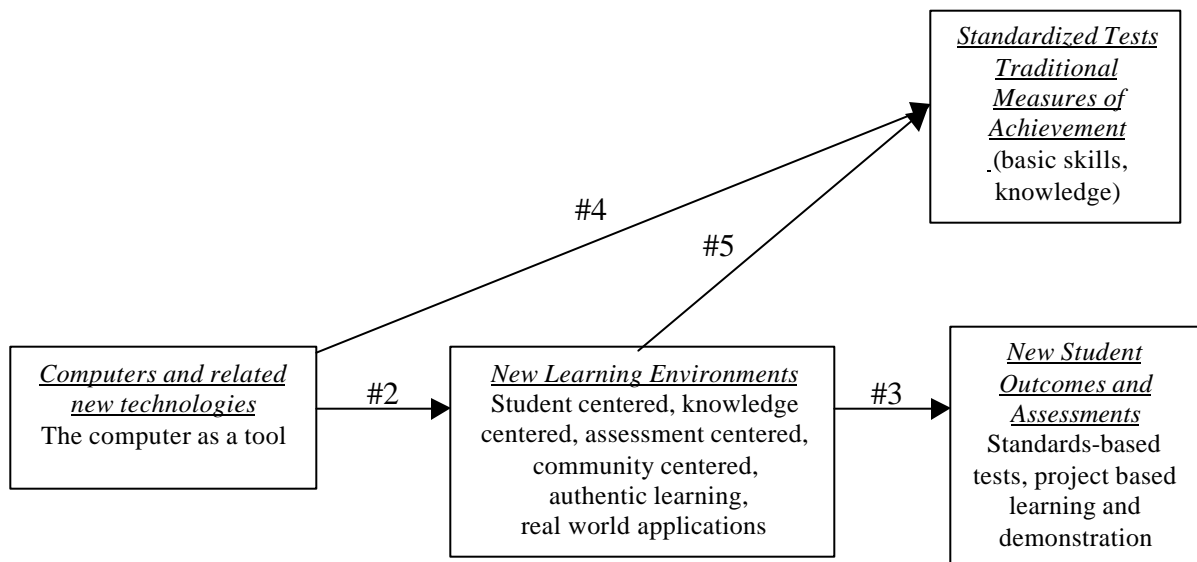 Standardized Tests
Traditional
Measures of
Achievement
(basic skills,
knowledge)
#4
#5
Computers and related
new technologies
The computer as a tool
#2
New Learning Environments
Student centered, knowledge
centered, assessment centered,
community centered,
authentic learning,
real world applications
#3
New Student
Outcomes and
Assessments
Standards-based
tests, project based
learning and
demonstration